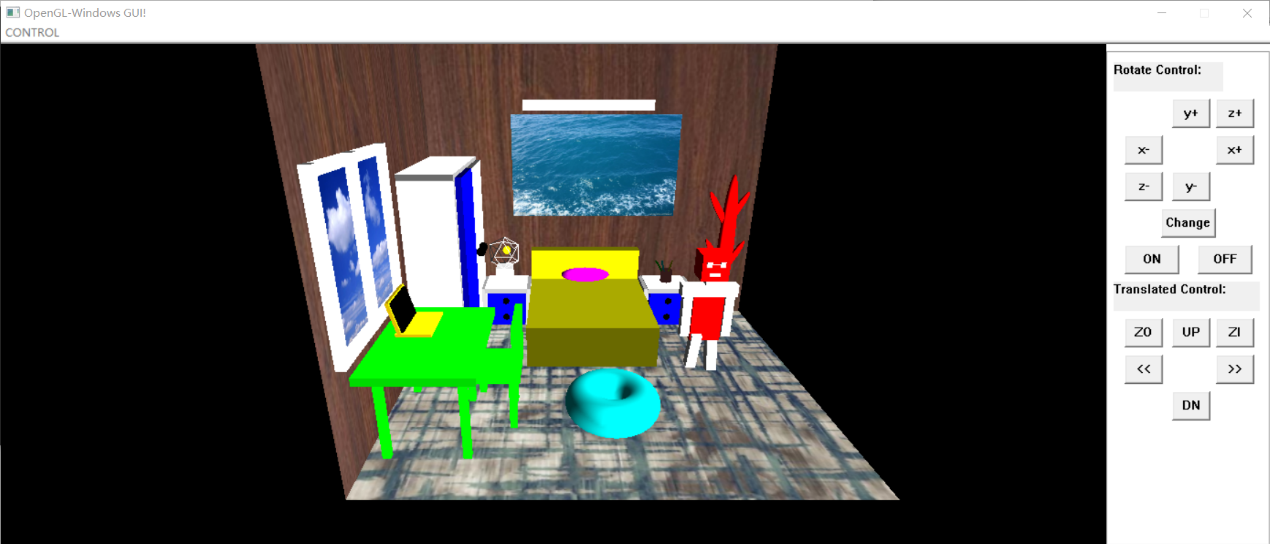 OpenGL-Windows GUI!
CONTROL
Rotate Control:
y+ z+
x- x+
z- y-
Change
ON OFF
Translated Control:
ZO UP ZI
<< >>
DN